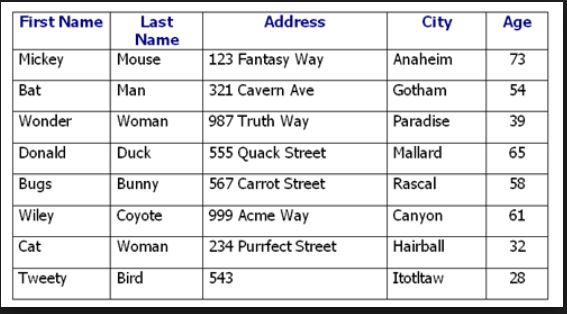 First Name Last Name Address City Age
Mickey Mouse 123 Fantasy Way Anaheim 73
Bat Man 321 Cavern Ave Gotham 54
Wonder Woman 987 Truth Way Paradise 39
Donald Duck 555 Quack Street Mallard 65
Bugs Bunny 567 Carrot Street Rascal 58
Wiley Coyote 999 Acme Way Canyon 61
Cat Woman 234 Purrfect Street Hairball 32
Tweety Bird 543 Itotltaw 28